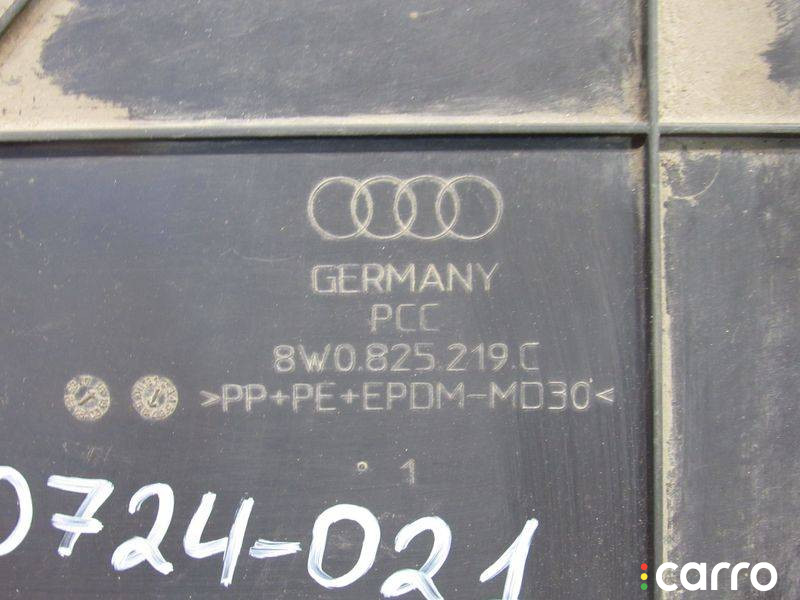 GERMANY
PCC
8W0.825.219.C
>PP+PE+EPDM-MD30<
1
0724-021
carro